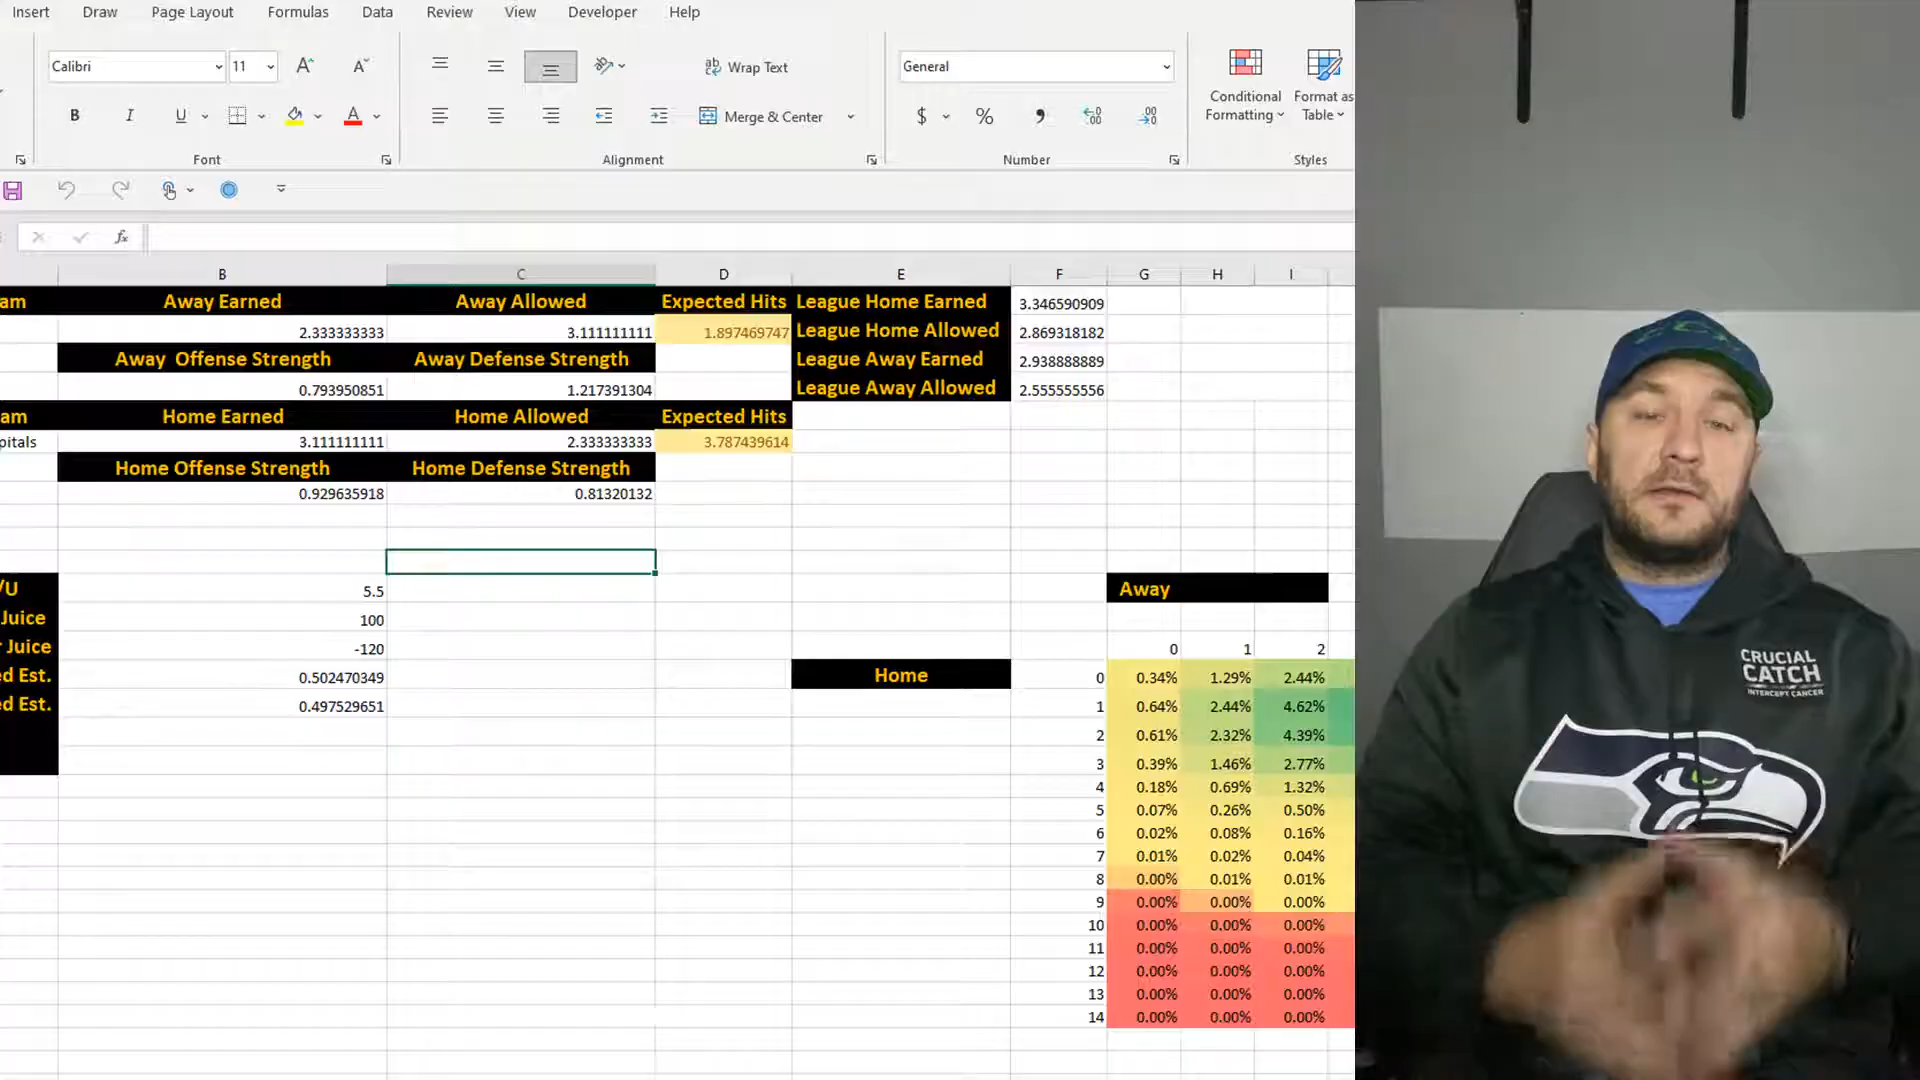 Insert Draw Page Layout Formulas Data Review View Developer Help
Calibri 11 A A ab Wrap Text General
B I U A Merge & Center $ % , Conditional Formatting Format as Table
Font Alignment Number Styles
fx
B C D E F G H I
am Away Earned Away Allowed Expected Hits League Home Earned 3.346590909
2.333333333 3.111111111 1.897469747 League Home Allowed 2.869318182
Away Offense Strength Away Defense Strength League Away Earned 2.938888889
0.793950851 1.217391304 League Away Allowed 2.555555556
am Home Earned Home Allowed Expected Hits
pitals 3.111111111 2.333333333 3.787439614
Home Offense Strength Home Defense Strength
0.929635918 0.81320132
/U 5.5 Away
Juice 100
r Juice -120 0 1 2
ed Est. 0.502470349 Home 0 0.34% 1.29% 2.44%
ed Est. 0.497529651 1 0.64% 2.44% 4.62%
2 0.61% 2.32% 4.39%
3 0.39% 1.46% 2.77%
4 0.18% 0.69% 1.32%
5 0.07% 0.26% 0.50%
6 0.02% 0.08% 0.16%
7 0.01% 0.02% 0.04%
8 0.00% 0.01% 0.01%
9 0.00% 0.00% 0.00%
10 0.00% 0.00% 0.00%
11 0.00% 0.00% 0.00%
12 0.00% 0.00% 0.00%
13 0.00% 0.00% 0.00%
14 0.00% 0.00% 0.00%
CRUCIAL
CATCH
INTERCEPT CANCER